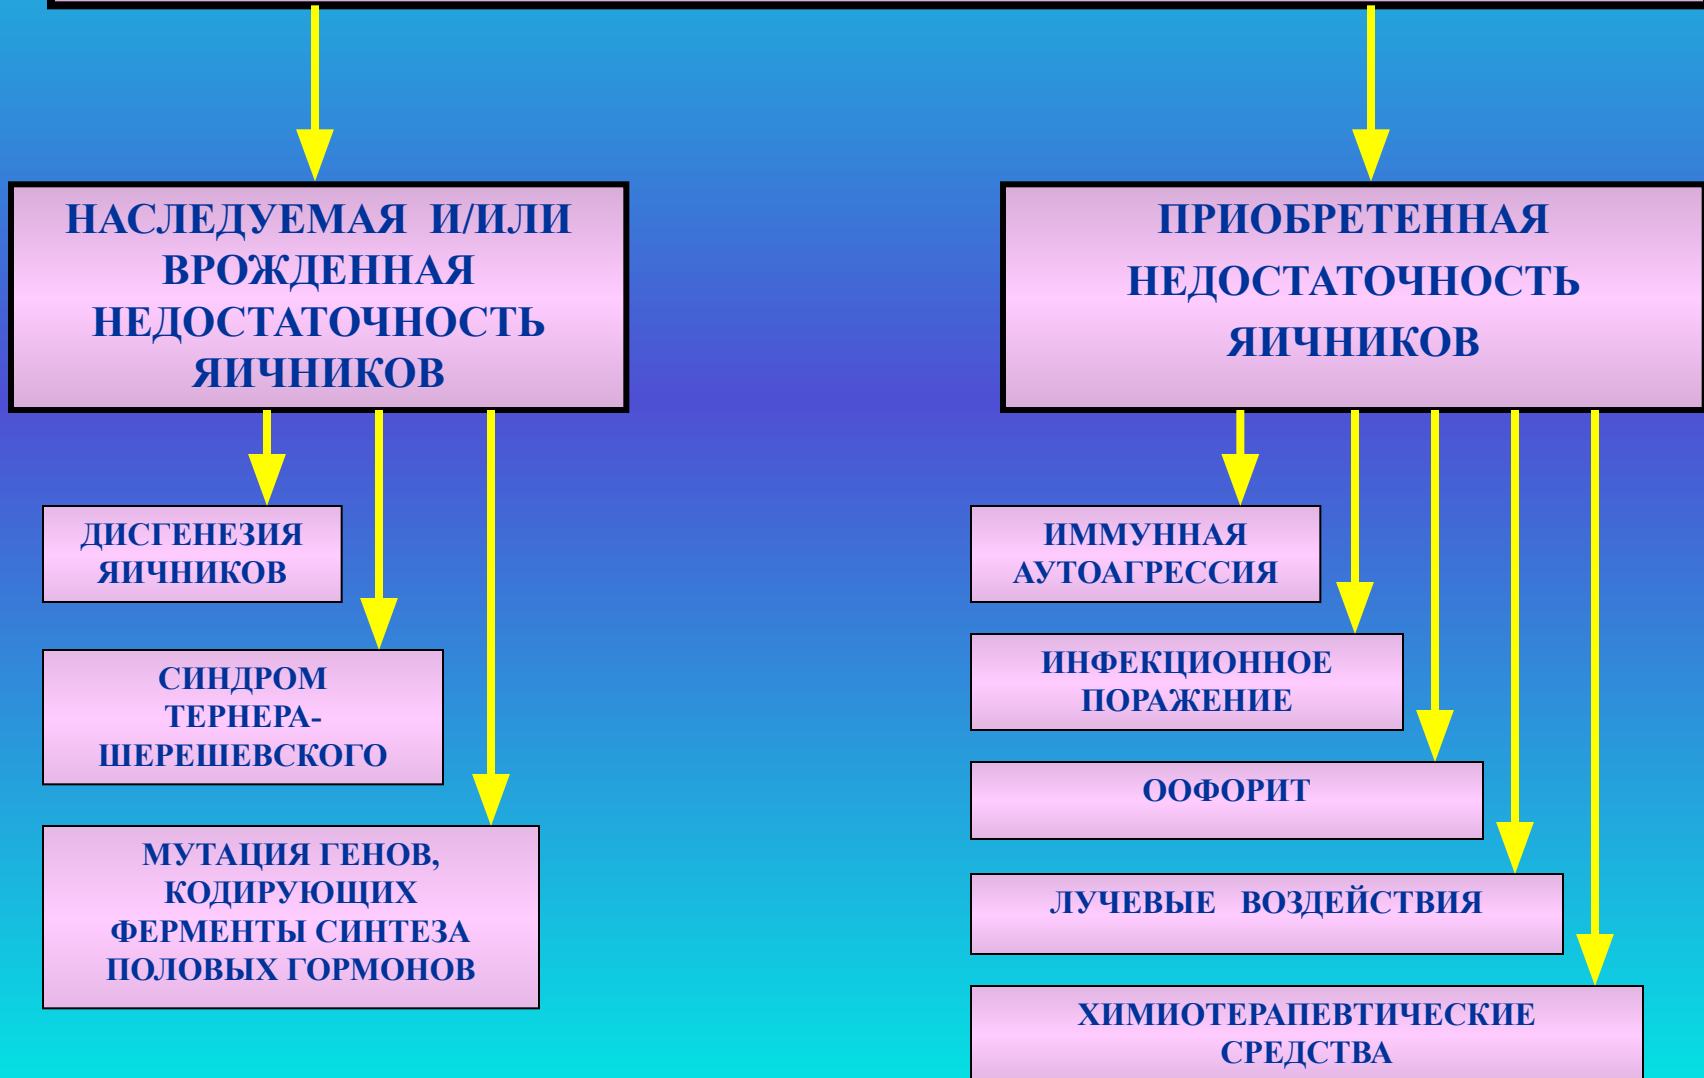 НАСЛЕДУЕМАЯ И/ИЛИ
ВРОЖДЕННАЯ
НЕДОСТАТОЧНОСТЬ
ЯИЧНИКОВ
ДИСГЕНЕЗИЯ
ЯИЧНИКОВ
СИНДРОМ
ТЕРНЕРА-
ШЕРЕШЕВСКОГО
МУТАЦИЯ ГЕНОВ,
КОДИРУЮЩИХ
ФЕРМЕНТЫ СИНТЕЗА
ПОЛОВЫХ ГОРМОНОВ
ПРИОБРЕТЕННАЯ
НЕДОСТАТОЧНОСТЬ
ЯИЧНИКОВ
ИММУННАЯ
АУТОАГРЕССИЯ
ИНФЕКЦИОННОЕ
ПОРАЖЕНИЕ
ООФОРИТ
ЛУЧЕВЫЕ ВОЗДЕЙСТВИЯ
ХИМИОТЕРАПЕВТИЧЕСКИЕ
СРЕДСТВА